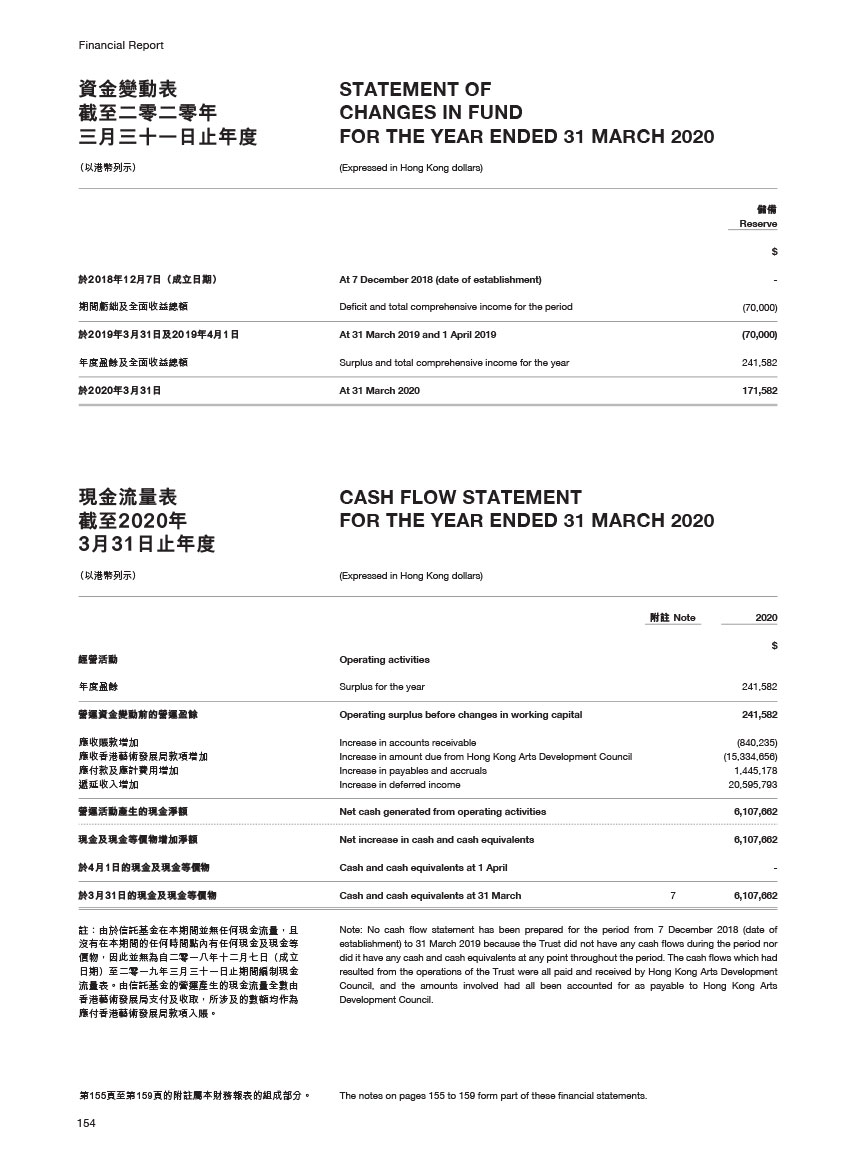 Financial Report
資金變動表
截至二零二零年
三月三十一日止年度
STATEMENT OF
CHANGES IN FUND
FOR THE YEAR ENDED 31 MARCH 2020
（以港幣列示）
(Expressed in Hong Kong dollars)
儲備
Reserve
$
於2018年12月7日（成立日期） At 7 December 2018 (date of establishment) -
期間虧絀及全面收益總額 Deficit and total comprehensive income for the period (70,000)
於2019年3月31日及2019年4月1日 At 31 March 2019 and 1 April 2019 (70,000)
年度盈餘及全面收益總額 Surplus and total comprehensive income for the year 241,582
於2020年3月31日 At 31 March 2020 171,582
現金流量表
截至2020年
3月31日止年度
CASH FLOW STATEMENT
FOR THE YEAR ENDED 31 MARCH 2020
（以港幣列示）
(Expressed in Hong Kong dollars)
附註 Note 2020
$
經營活動 Operating activities
年度盈餘 Surplus for the year 241,582
營運資金變動前的營運盈餘 Operating surplus before changes in working capital 241,582
應收賬款增加 Increase in accounts receivable (840,235)
應收香港藝術發展局款項增加 Increase in amount due from Hong Kong Arts Development Council (15,334,656)
應付款及應計費用增加 Increase in payables and accruals 1,445,178
遞延收入增加 Increase in deferred income 20,595,793
營運活動產生的現金淨額 Net cash generated from operating activities 6,107,662
現金及現金等價物增加淨額 Net increase in cash and cash equivalents 6,107,662
於4月1日的現金及現金等價物 Cash and cash equivalents at 1 April -
於3月31日的現金及現金等價物 Cash and cash equivalents at 31 March 7 6,107,662
註：由於信託基金在本期間並無任何現金流量，且
沒有在本期間的任何時間點內有任何現金及現金等
價物，因此並無為自二零一八年十二月七日（成立
日期）至二零一九年三月三十一日止期間編制現金
流量表。由信託基金的營運產生的現金流量全數由
香港藝術發展局支付及收取，所涉及的數額均作為
應付香港藝術發展局款項入賬。
Note: No cash flow statement has been prepared for the period from 7 December 2018 (date of
establishment) to 31 March 2019 because the Trust did not have any cash flows during the period nor
did it have any cash and cash equivalents at any point throughout the period. The cash flows which had
resulted from the operations of the Trust were all paid and received by Hong Kong Arts Development
Council, and the amounts involved had all been accounted for as payable to Hong Kong Arts
Development Council.
第155頁至第159頁的附註屬本財務報表的組成部分。 The notes on pages 155 to 159 form part of these financial statements.
154